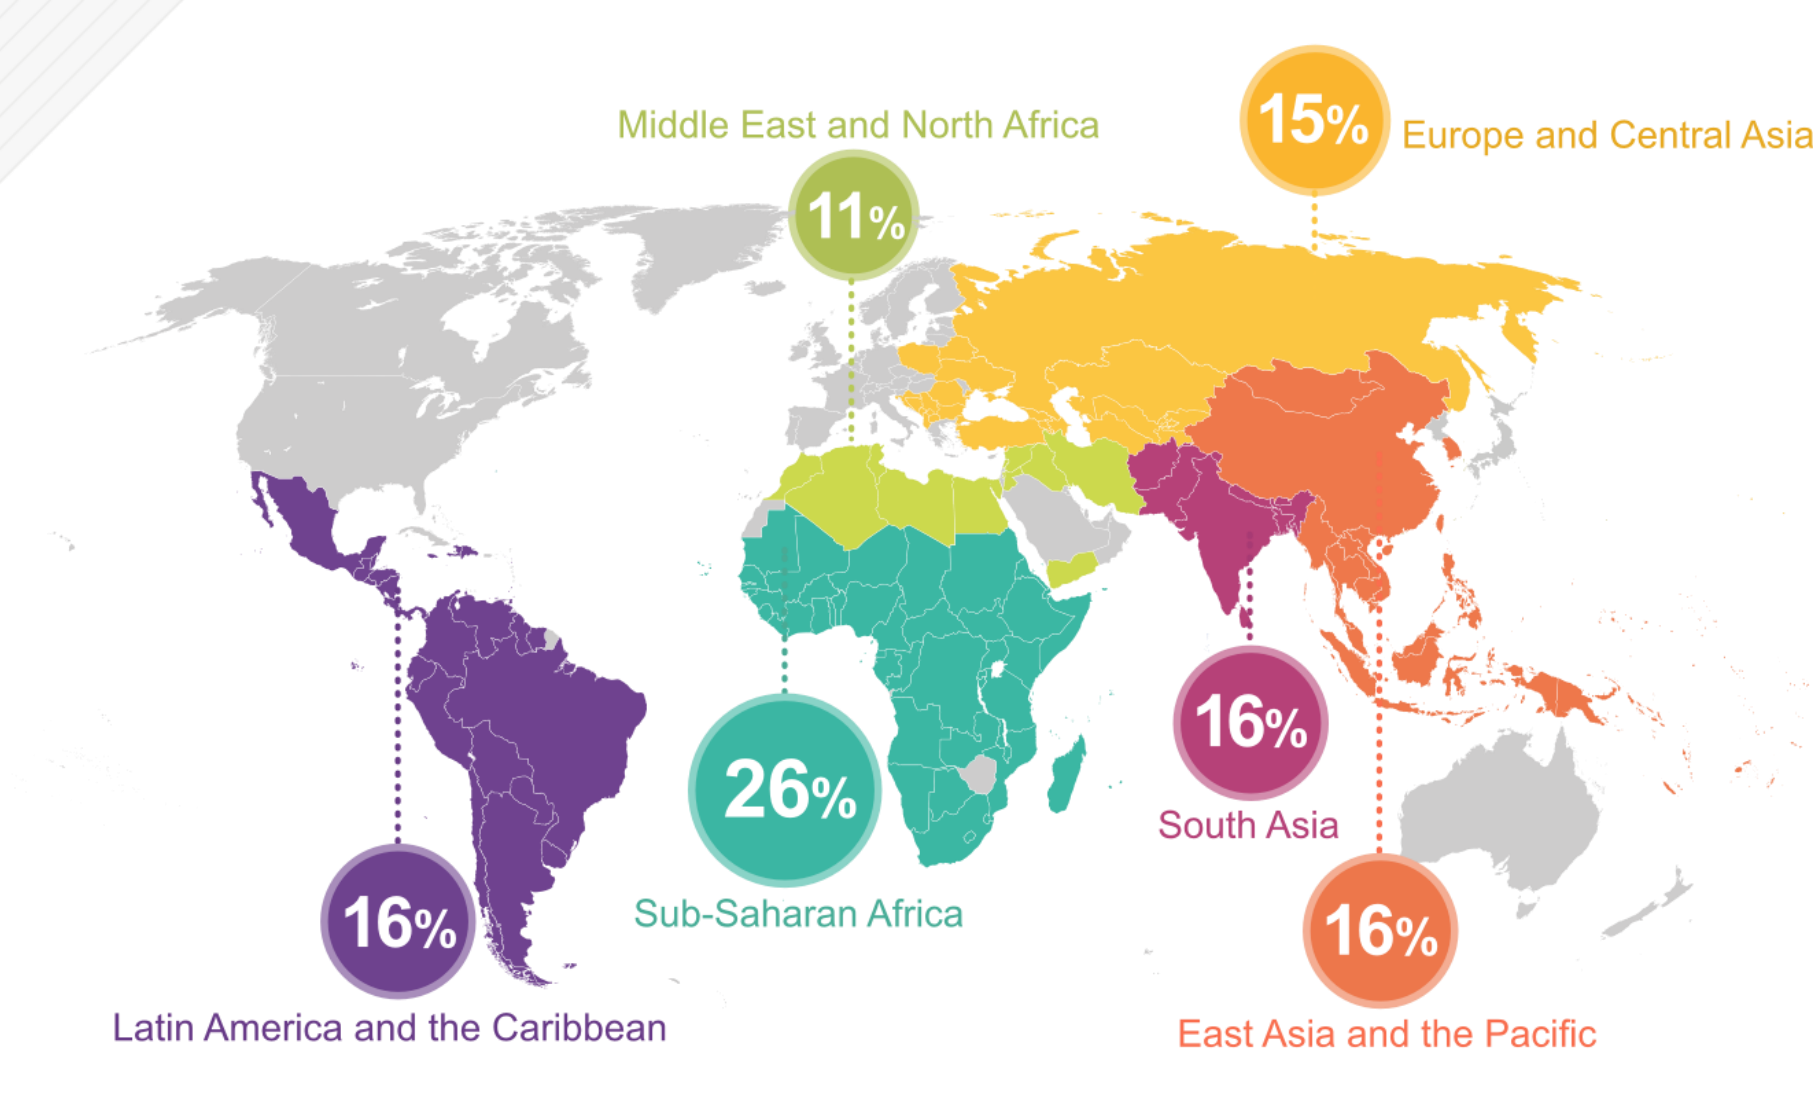 15%
Europe and Central Asia
Middle East and North Africa
11%
16%
South Asia
26%
Sub-Saharan Africa
16%
Latin America and the Caribbean
16%
East Asia and the Pacific